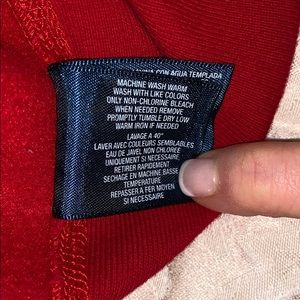 CON AGUA TEMPLADA
MACHINE WASH WARM
WASH WITH LIKE COLORS
ONLY NON-CHLORINE BLEACH
WHEN NEEDED REMOVE
PROMPTLY TUMBLE DRY LOW
WARM IRON IF NEEDED
LAVAGE A 40°
LAVER AVEC COULEURS SEMBLABLES
EAU DE JAVEL NON CHLOREE
UNIQUEMENT SI NECESSAIRE
RETIRER RAPIDEMENT
SECHAGE EN MACHINE BASSE
TEMPERATURE
REPASSER A FER MOYEN
SI NECESSAIRE